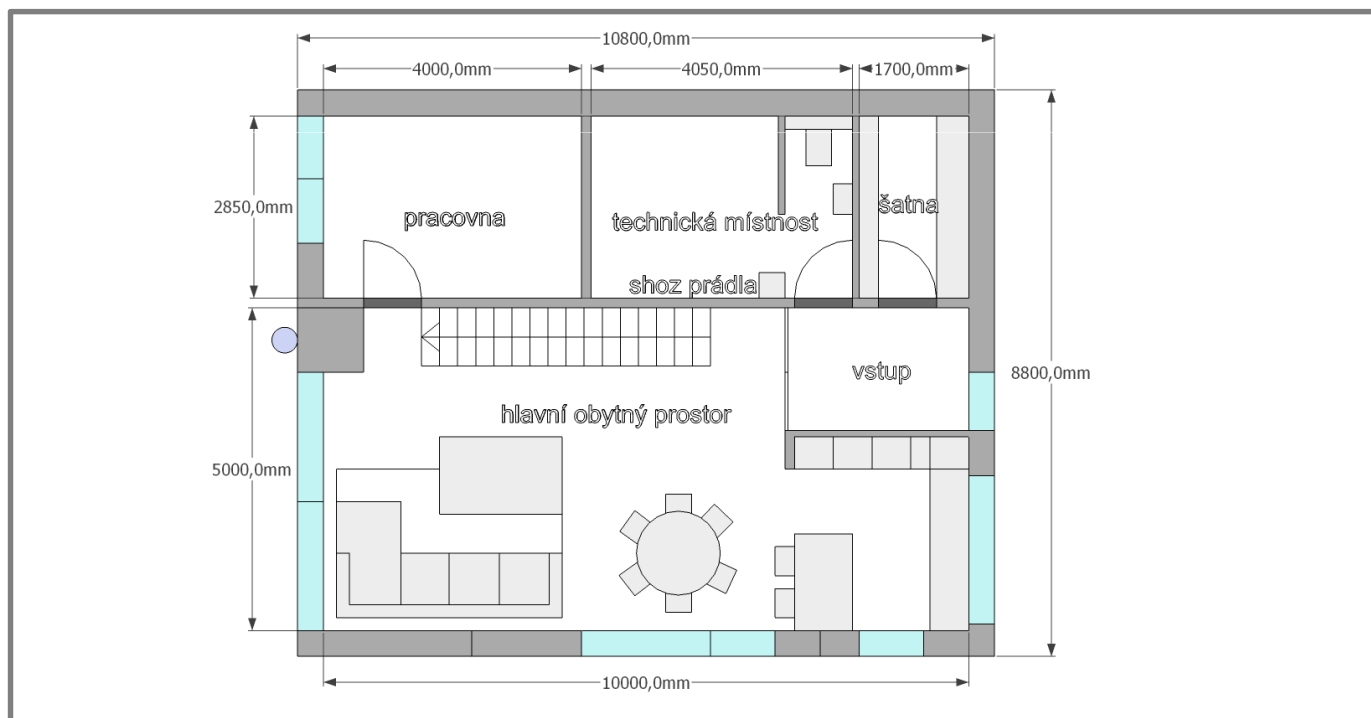 10800,0mm
4000,0mm
4050,0mm
1700,0mm
2850,0mm
pracovna
technická místnost
šatna
shoz prádla
vstup
8800,0mm
hlavní obytný prostor
5000,0mm
10000,0mm